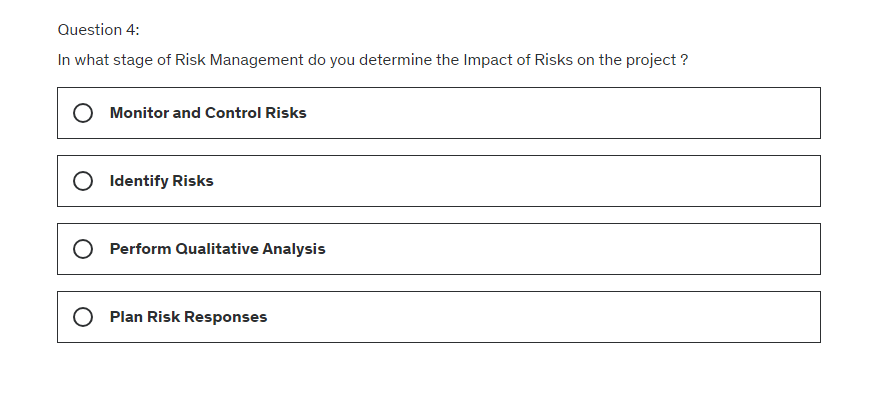 Question 4:
In what stage of Risk Management do you determine the Impact of Risks on the project ?
Monitor and Control Risks
Identify Risks
Perform Qualitative Analysis
Plan Risk Responses